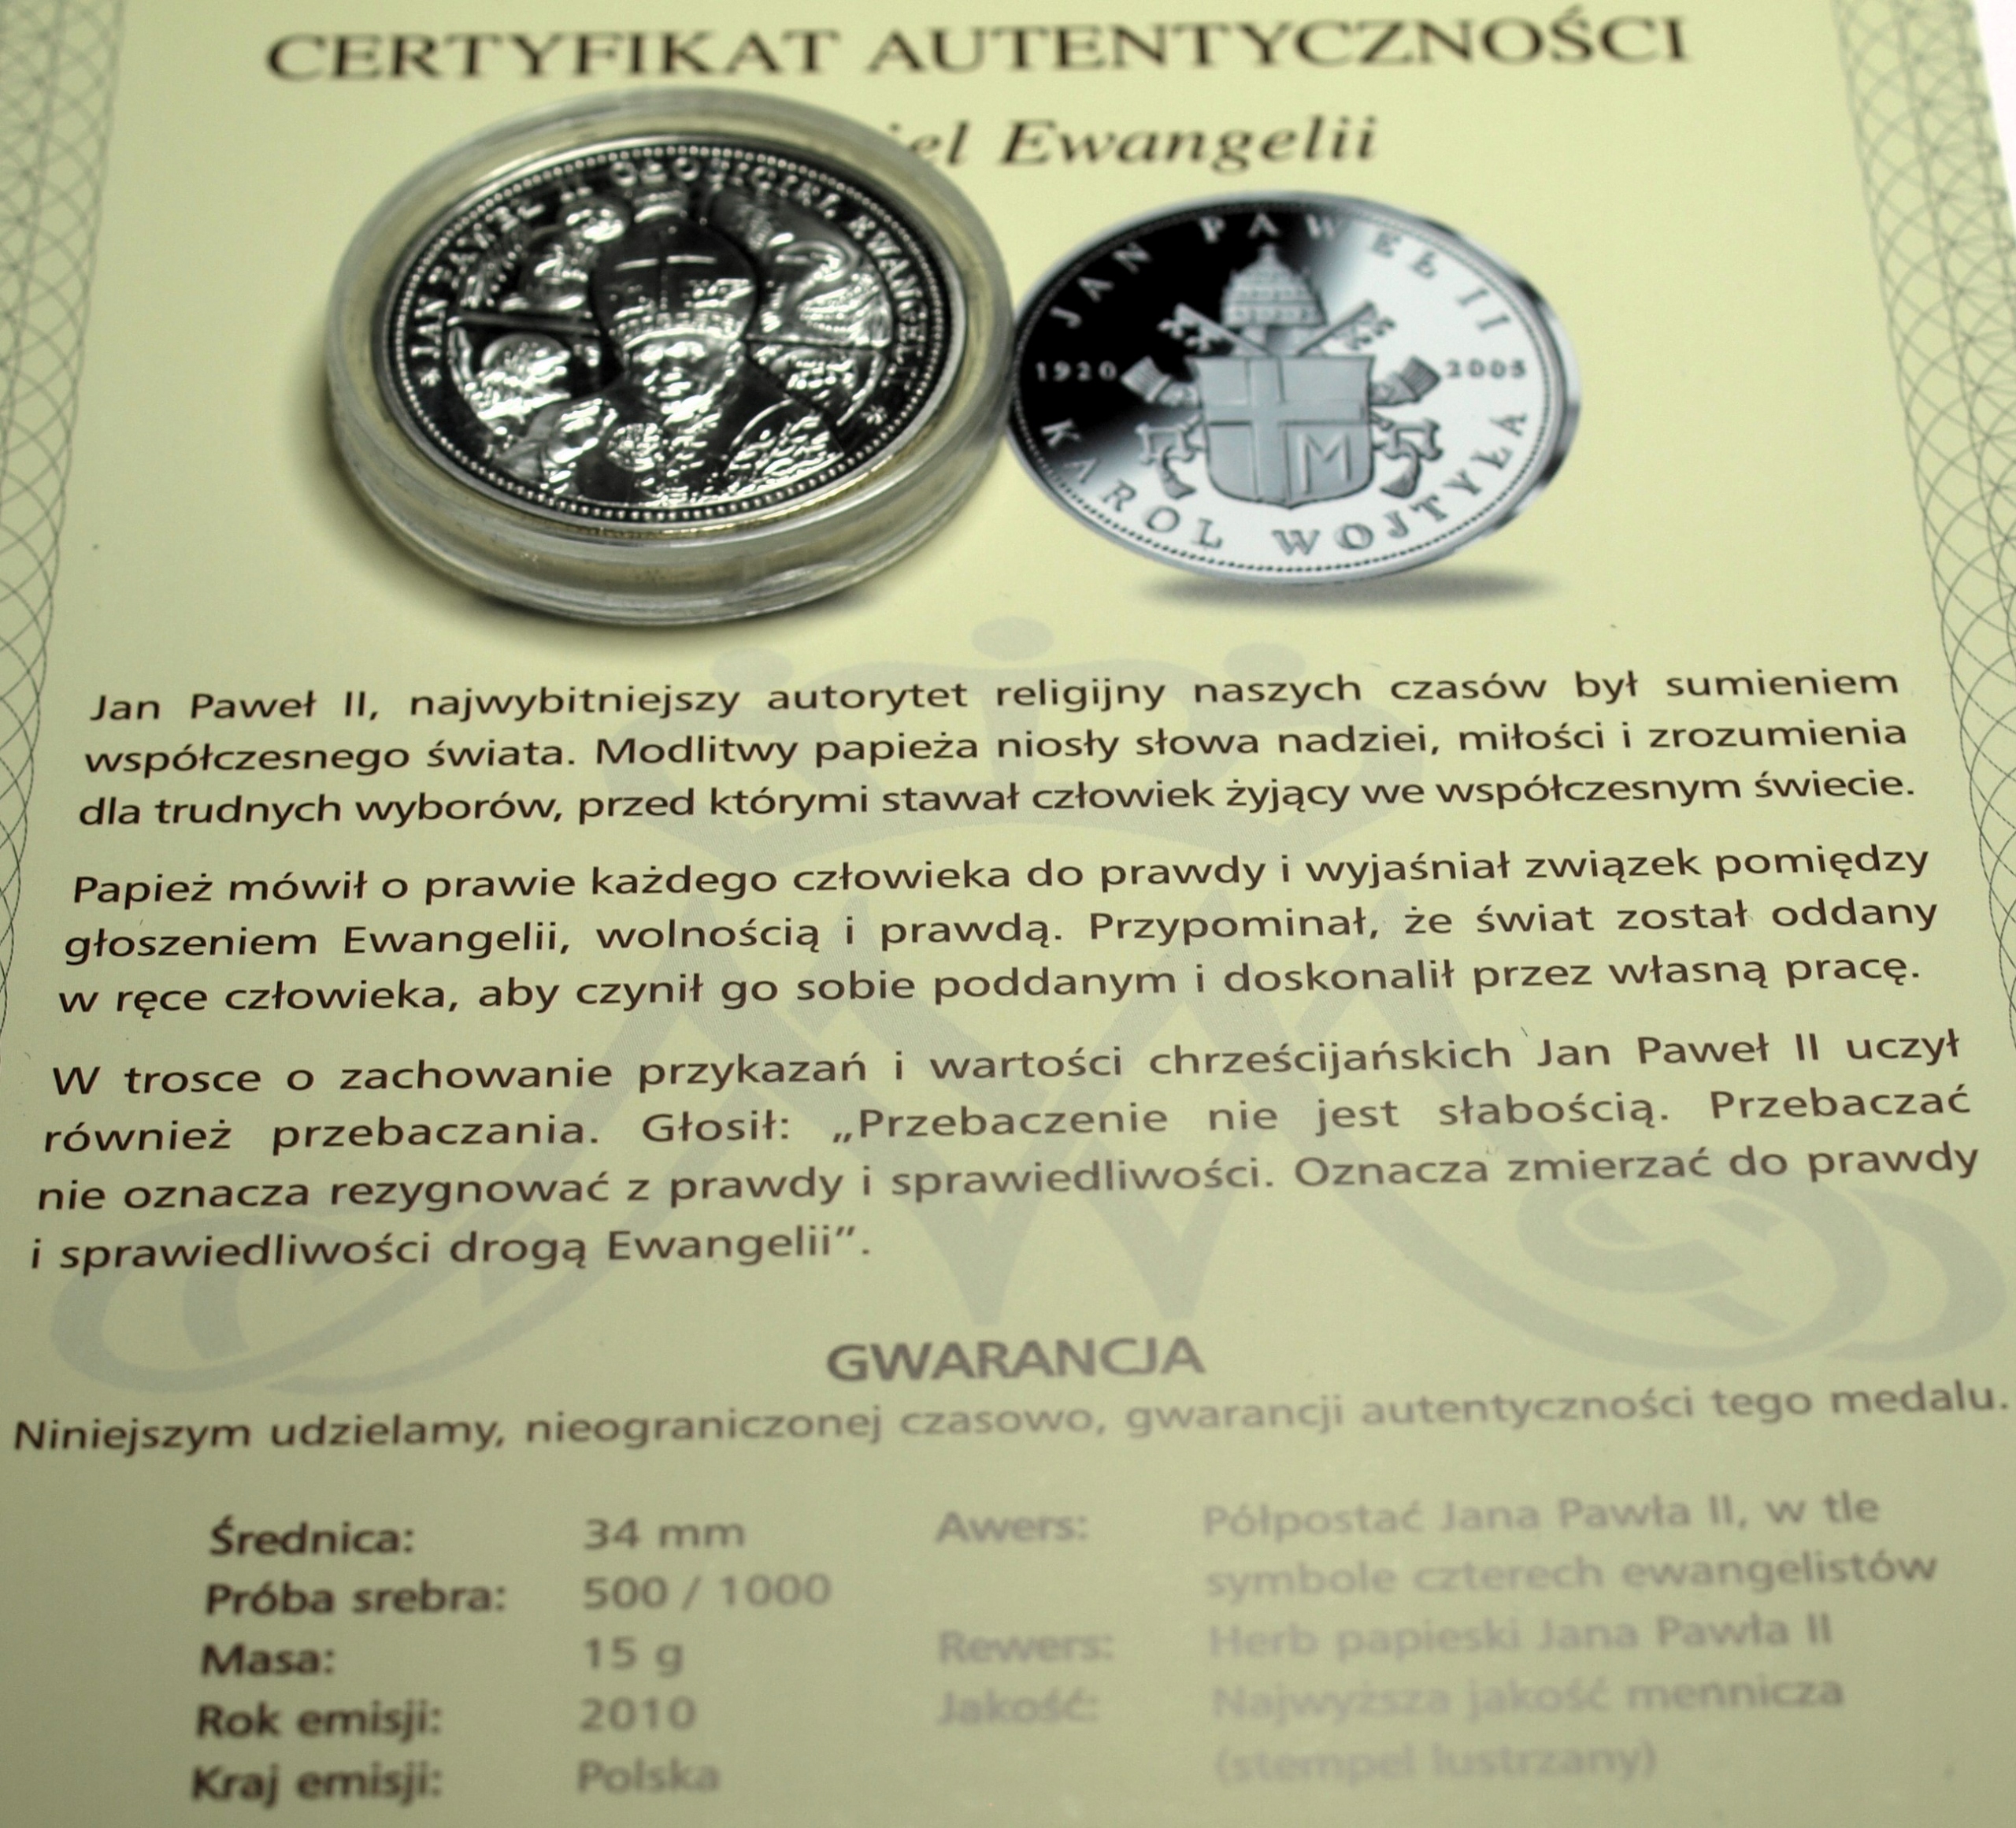 CERTYFIKAT AUTENTYCZNOŚCI
Ewangelii
JAN PAWEŁ II EWANGELII
JAN PAWEŁ II
1920 2005
KAROL WOJTYŁA
M
Jan Paweł II, najwybitniejszy autorytet religijny naszych czasów był sumieniem
współczesnego świata. Modlitwy papieża niosły słowa nadziei, miłości i zrozumienia
dla trudnych wyborów, przed którymi stawał człowiek żyjący we współczesnym świecie.
Papież mówił o prawie każdego człowieka do prawdy i wyjaśniał związek pomiędzy
głoszeniem Ewangelii, wolnością i prawdą. Przypominał, że świat został oddany
w ręce człowieka, aby czynił go sobie poddanym i doskonalił przez własną pracę.
W trosce o zachowanie przykazań i wartości chrześcijańskich Jan Paweł II uczył
również przebaczania. Głosił: „Przebaczenie nie jest słabością. Przebaczać
nie oznacza rezygnować z prawdy i sprawiedliwości. Oznacza zmierzać do prawdy
i sprawiedliwości drogą Ewangelii".
GWARANCJA
Niniejszym udzielamy, nieograniczonej czasowo, gwarancji autentyczności tego medalu.
Średnica: 34 mm
Próba srebra: 500 / 1000
Masa: 15 g
Rok emisji: 2010
Kraj emisji: Polska
Awers: Półpostać Jana Pawła II, w tle
symbole czterech ewangelistów
Rewers: Herb papieski Jana Pawła II
Jakość: Najwyższa jakość mennicza
(stempel lustrzany)